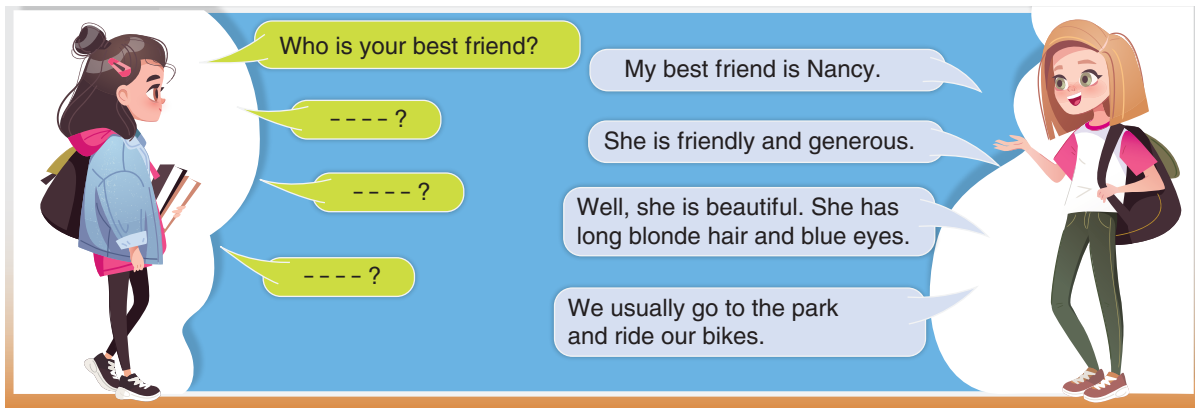 Who is your best friend?
My best friend is Nancy.
---- ?
She is friendly and generous.
---- ?
Well, she is beautiful. She has
long blonde hair and blue eyes.
---- ?
We usually go to the park
and ride our bikes.